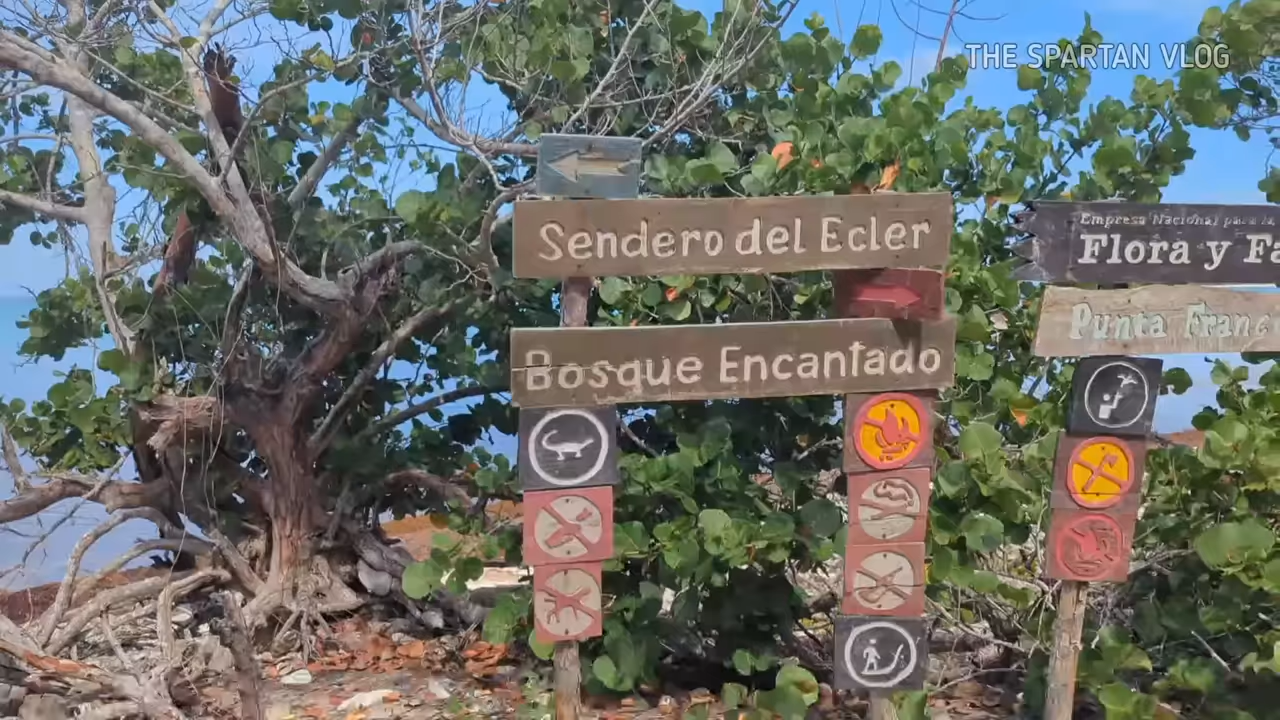 THE SPARTAN VLOG
Sendero del Ecler
Bosque Encantado
Empresa Nacional para la
Flora y Fa
Punta Franc